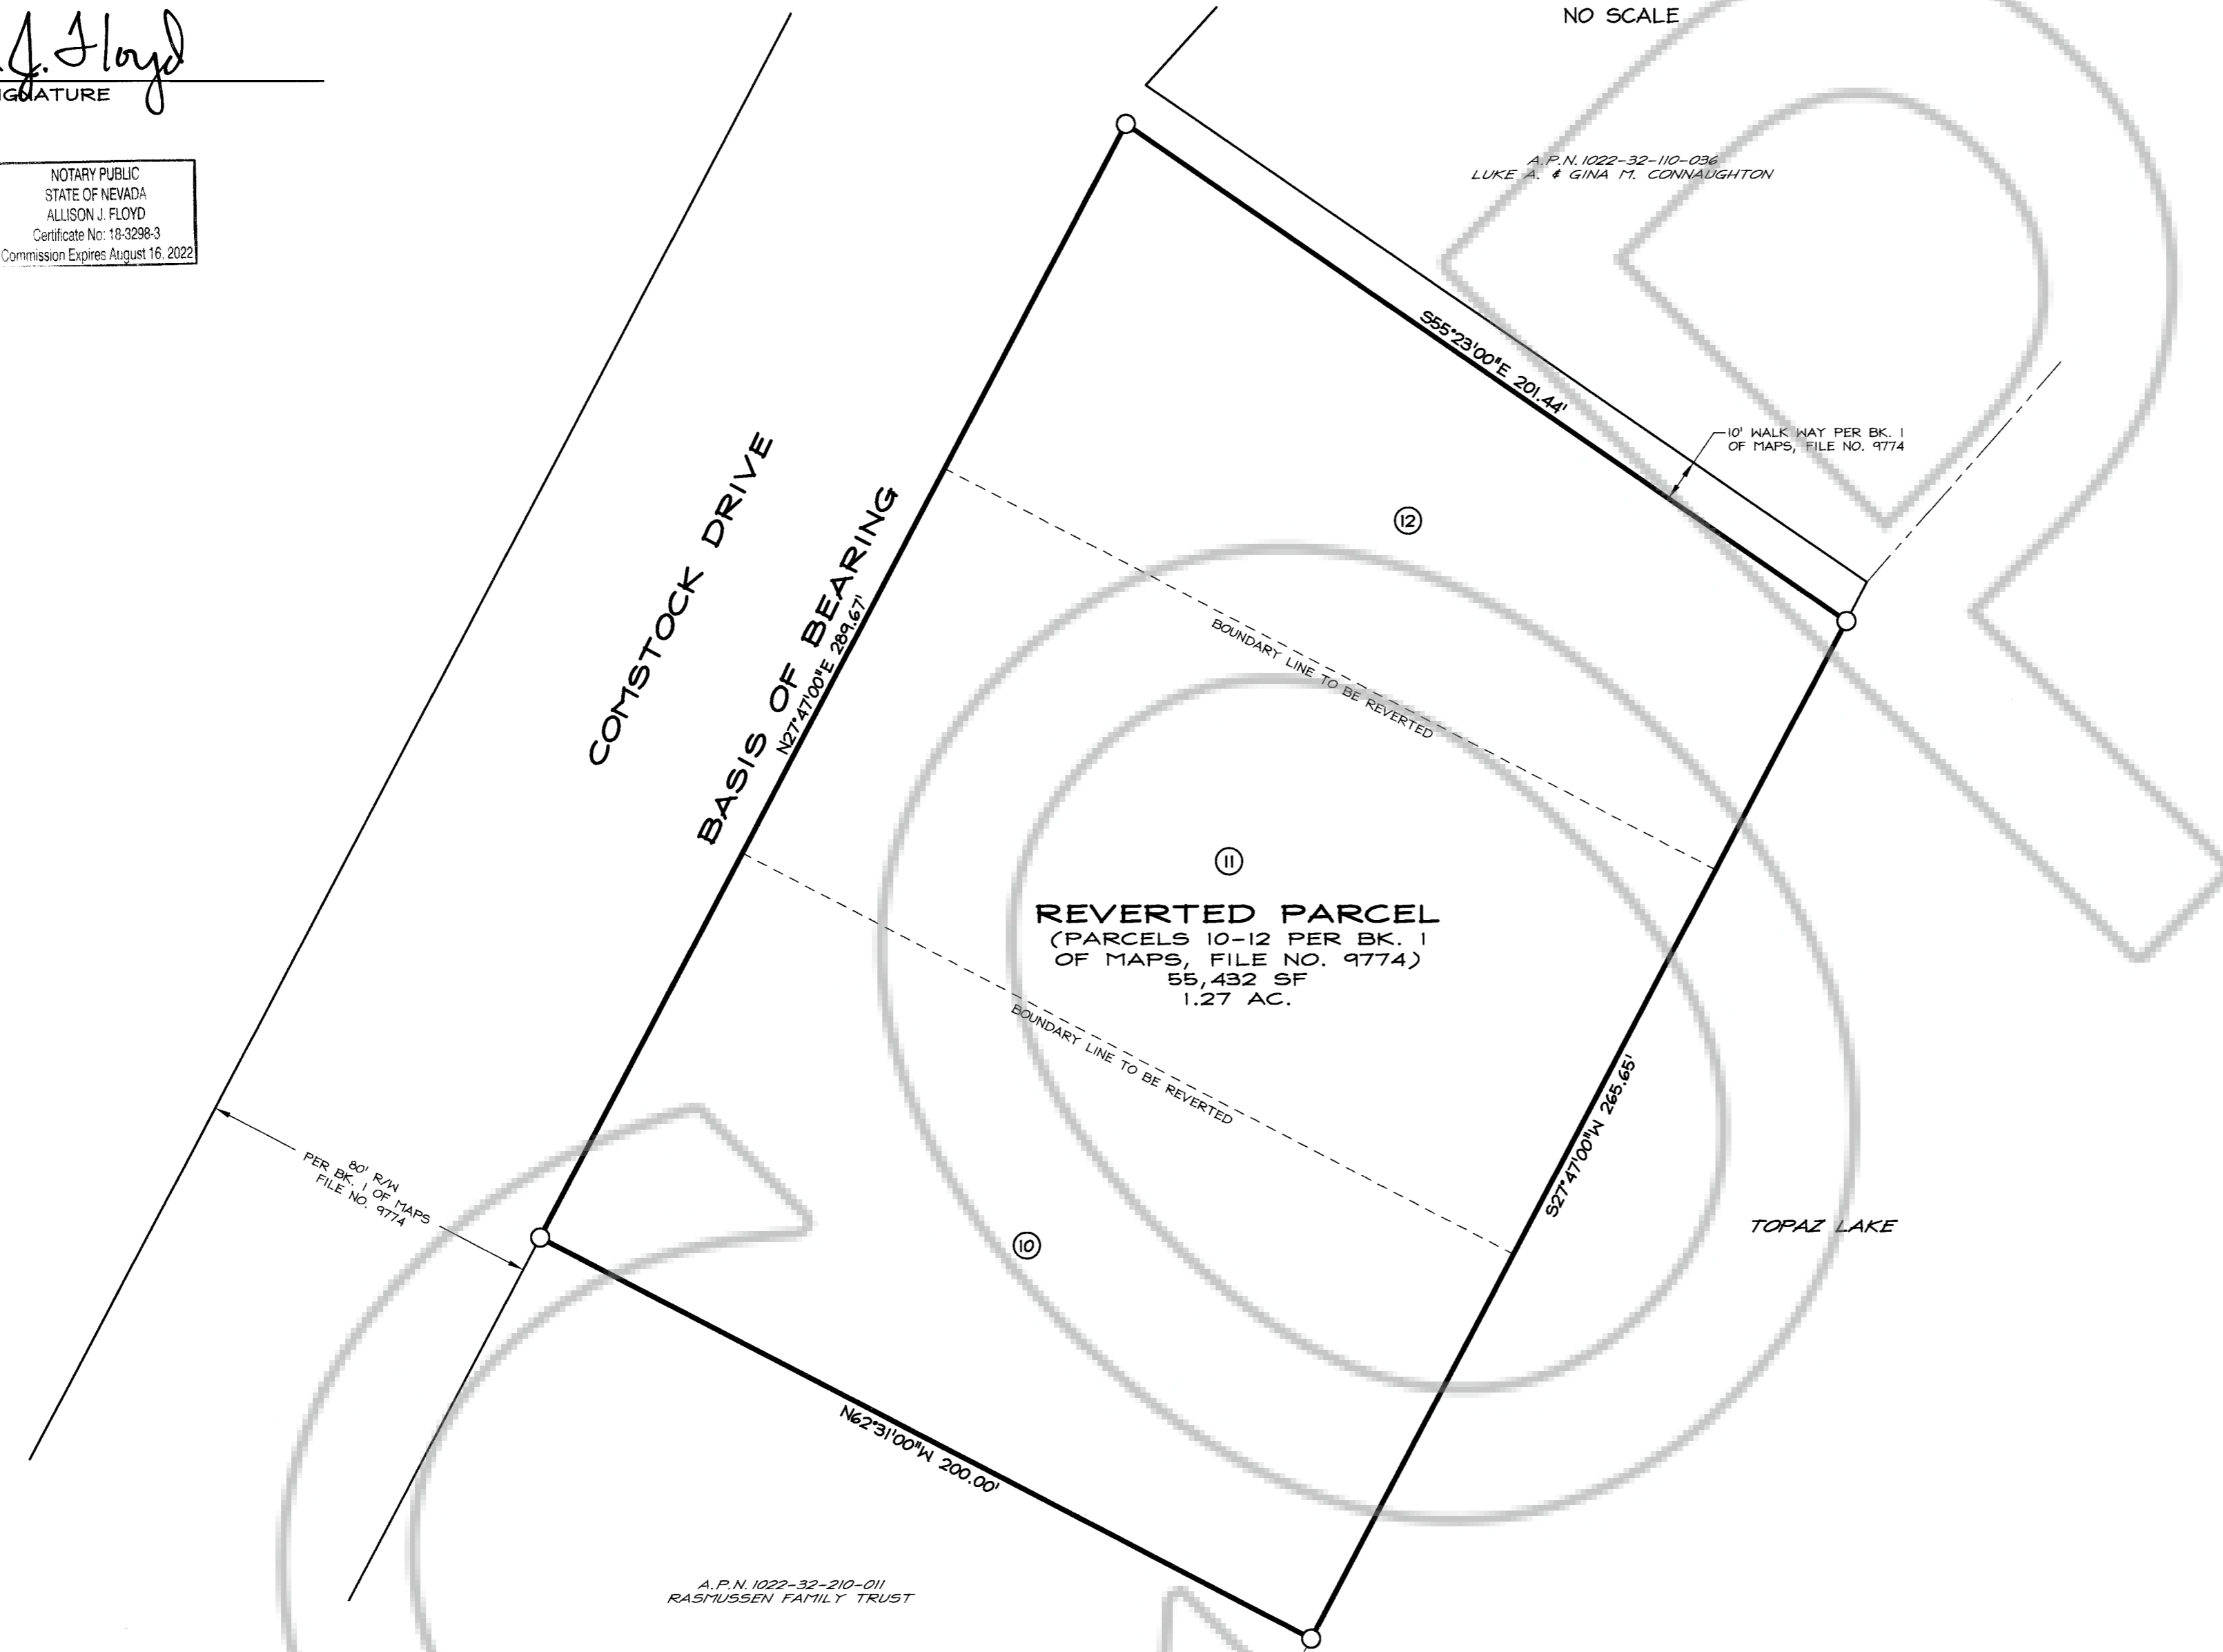 J. Floyd
SIGNATURE
NOTARY PUBLIC
STATE OF NEVADA
ALLISON J. FLOYD
Certificate No: 18-3298-3
Commission Expires August 16, 2022
NO SCALE
A.P.N. 1022-32-110-036
LUKE A. & GINA M. CONNAUGHTON
S55°23'00"E 201.44'
10' WALK WAY PER BK. 1
OF MAPS, FILE NO. 9774
12
COMSTOCK DRIVE
BASIS OF BEARING
N27°47'00"E 289.67'
BOUNDARY LINE TO BE REVERTED
11
REVERTED PARCEL
(PARCELS 10-12 PER BK. 1
OF MAPS, FILE NO. 9774)
55,432 SF
1.27 AC.
BOUNDARY LINE TO BE REVERTED
S27°47'00"W 265.65'
80' R/W
PER BK. 1 OF MAPS
FILE NO. 9774
10
TOPAZ LAKE
N62°31'00"W 200.00'
A.P.N. 1022-32-210-011
RASMUSSEN FAMILY TRUST